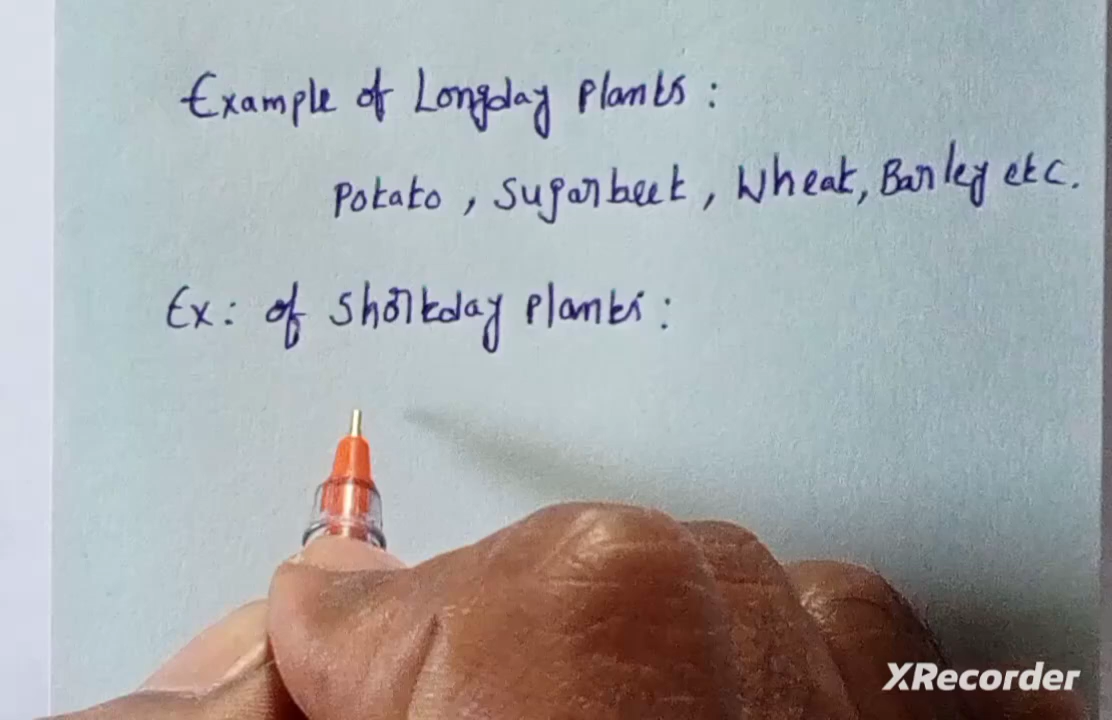 Example of Longday plants :
Potato , Sugarbeet , Wheat, Barley etc.
Ex: of Shortday plants :
XRecorder